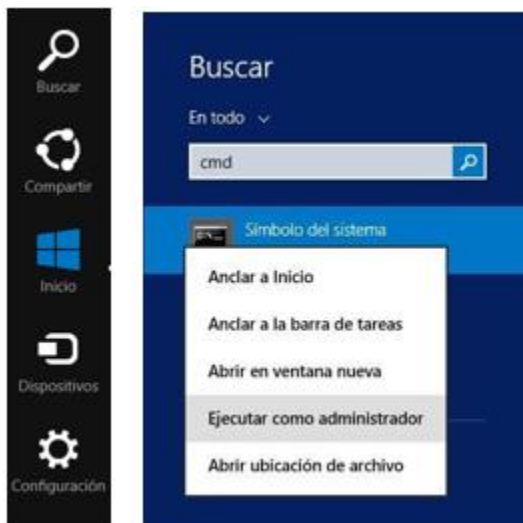 Buscar
Compartir
Inicio
Dispositivos
Configuración
Buscar
En todo
cmd
Símbolo del sistema
Anclar a Inicio
Anclar a la barra de tareas
Abrir en ventana nueva
Ejecutar como administrador
Abrir ubicación de archivo